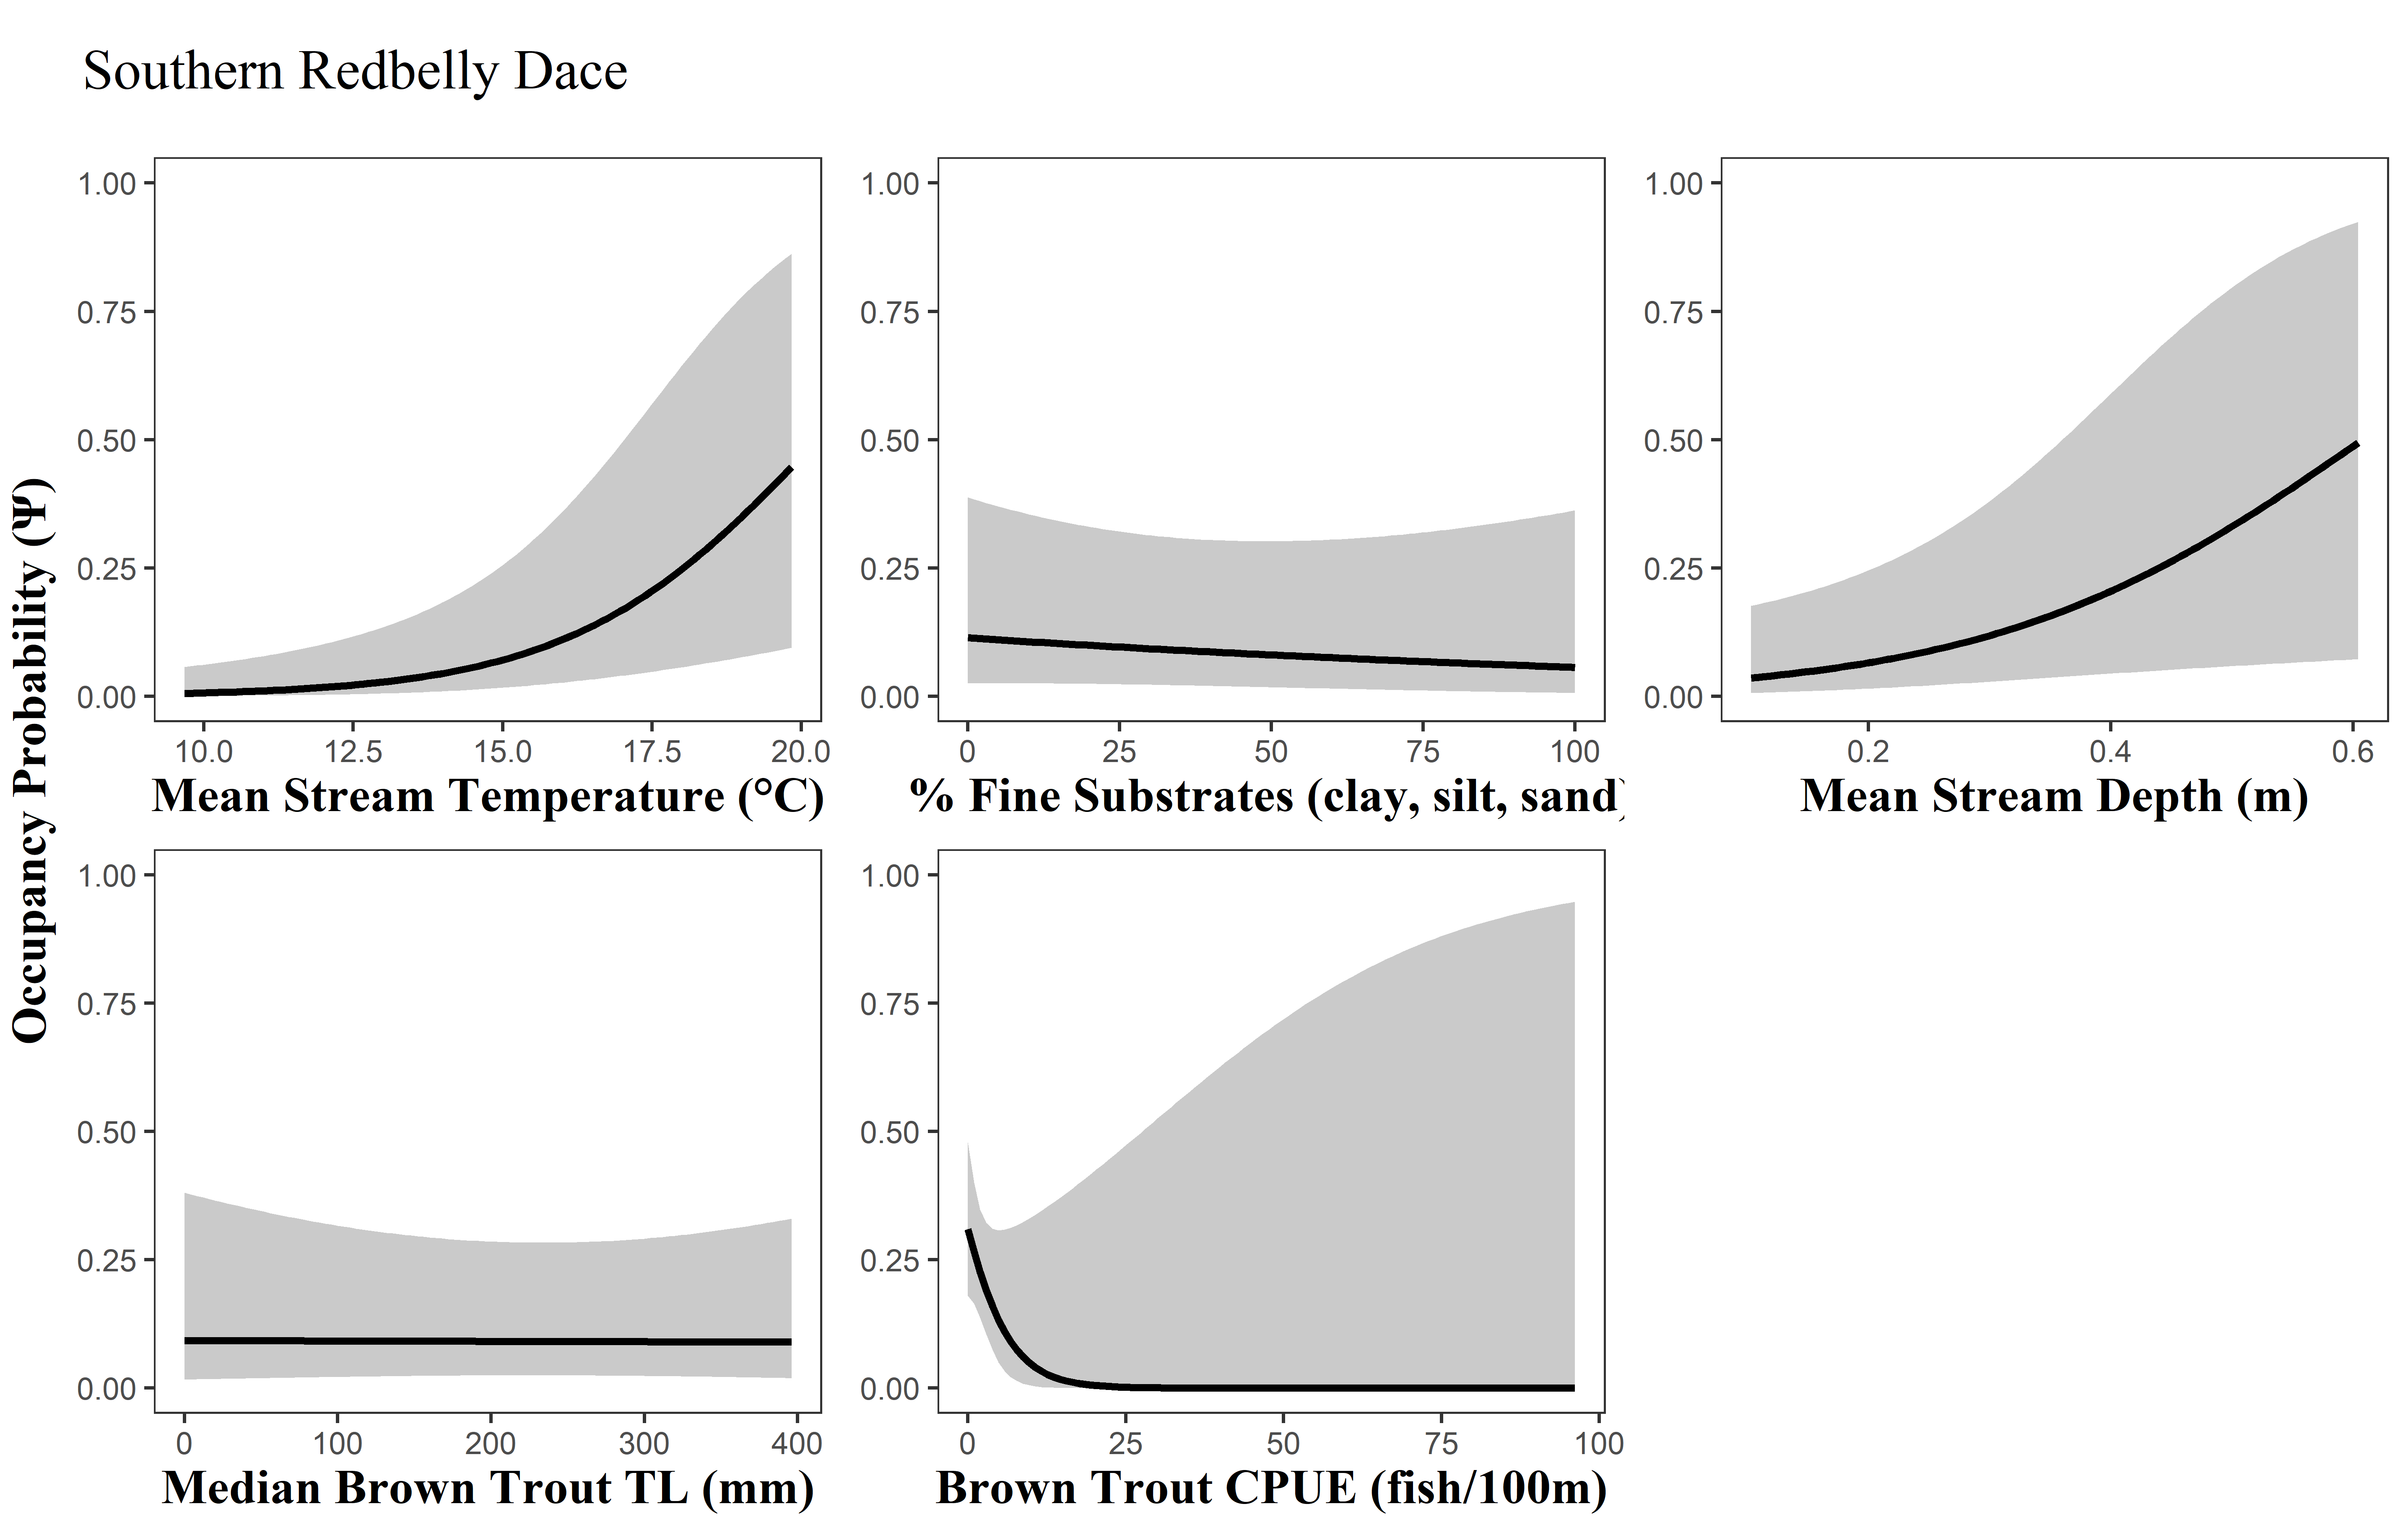 Southern Redbelly Dace
Occupancy Probability (Ψ)
1.00
0.75
0.50
0.25
0.00
10.0 12.5 15.0 17.5 20.0
Mean Stream Temperature (°C)
1.00
0.75
0.50
0.25
0.00
0 25 50 75 100
% Fine Substrates (clay, silt, sand)
1.00
0.75
0.50
0.25
0.00
0.2 0.4 0.6
Mean Stream Depth (m)
1.00
0.75
0.50
0.25
0.00
0 100 200 300 400
Median Brown Trout TL (mm)
1.00
0.75
0.50
0.25
0.00
0 25 50 75 100
Brown Trout CPUE (fish/100m)